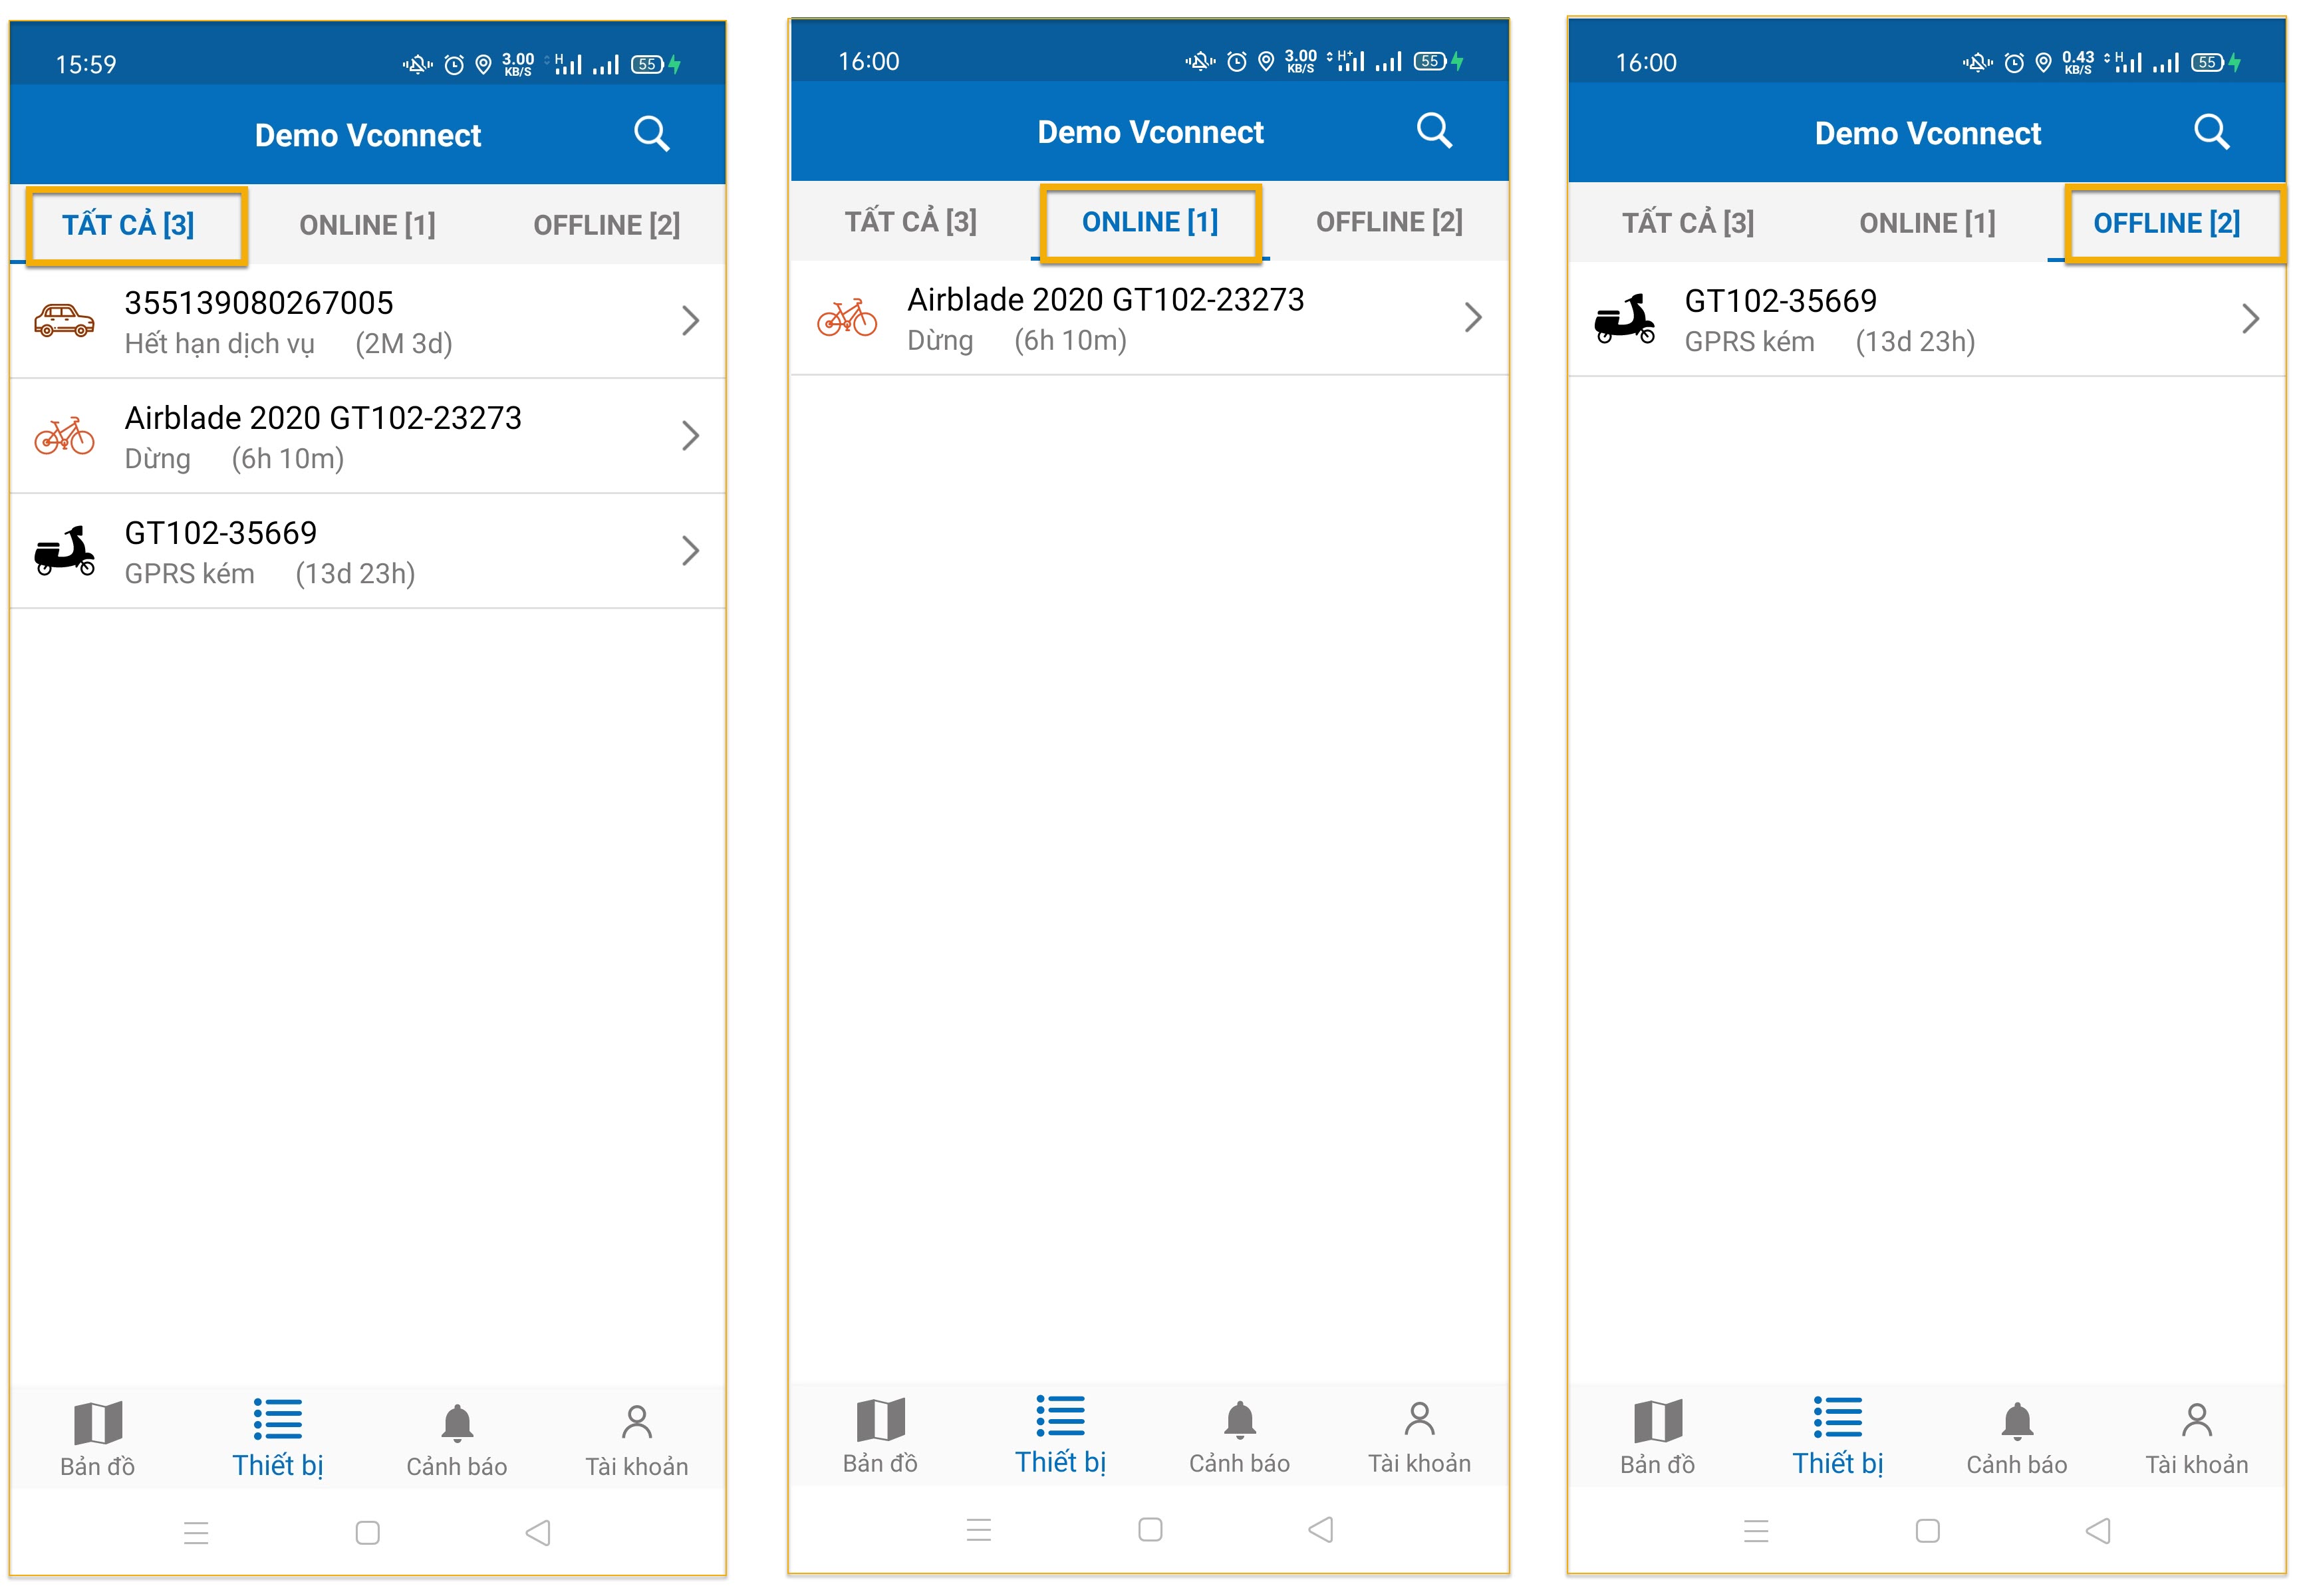 15:59
3.00
KB/S
H
55
Demo Vconnect
TẤT CẢ [3]
ONLINE [1]
OFFLINE [2]
355139080267005
Hết hạn dịch vụ (2M 3d)
Airblade 2020 GT102-23273
Dừng (6h 10m)
GT102-35669
GPRS kém (13d 23h)
Bản đồ
Thiết bị
Cảnh báo
Tài khoản
16:00
3.00
KB/S
H+
55
Demo Vconnect
TẤT CẢ [3]
ONLINE [1]
OFFLINE [2]
Airblade 2020 GT102-23273
Dừng (6h 10m)
Bản đồ
Thiết bị
Cảnh báo
Tài khoản
16:00
0.43
KB/S
H
55
Demo Vconnect
TẤT CẢ [3]
ONLINE [1]
OFFLINE [2]
GT102-35669
GPRS kém (13d 23h)
Bản đồ
Thiết bị
Cảnh báo
Tài khoản